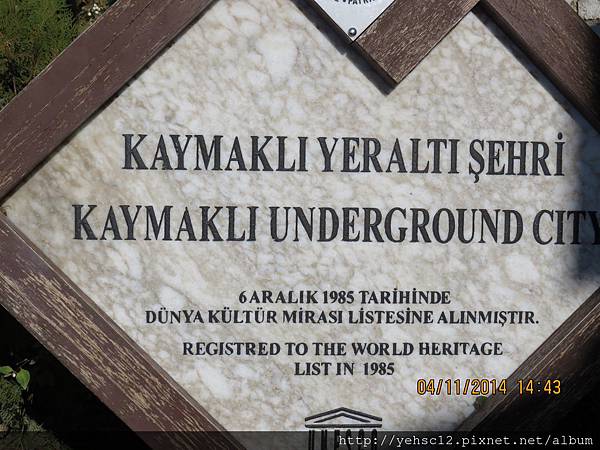 KAYMAKLI YERALTI ŞEHRİ
KAYMAKLI UNDERGROUND CITY
6 ARALIK 1985 TARİHİNDE
DÜNYA KÜLTÜR MİRASI LİSTESİNE ALINMIŞTIR.
REGISTRED TO THE WORLD HERITAGE
LIST IN 1985
04/11/2014 14:43
UNESCO
http://yehsc12.pixnet.net/album